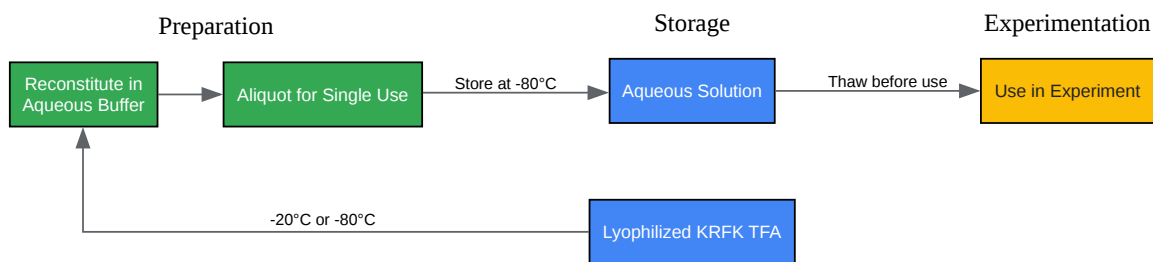 Preparation
Storage
Experimentation
Reconstitute in
Aqueous Buffer
Aliquot for Single Use
Store at -80°C
Aqueous Solution
Thaw before use
Use in Experiment
-20°C or -80°C
Lyophilized KRFK TFA